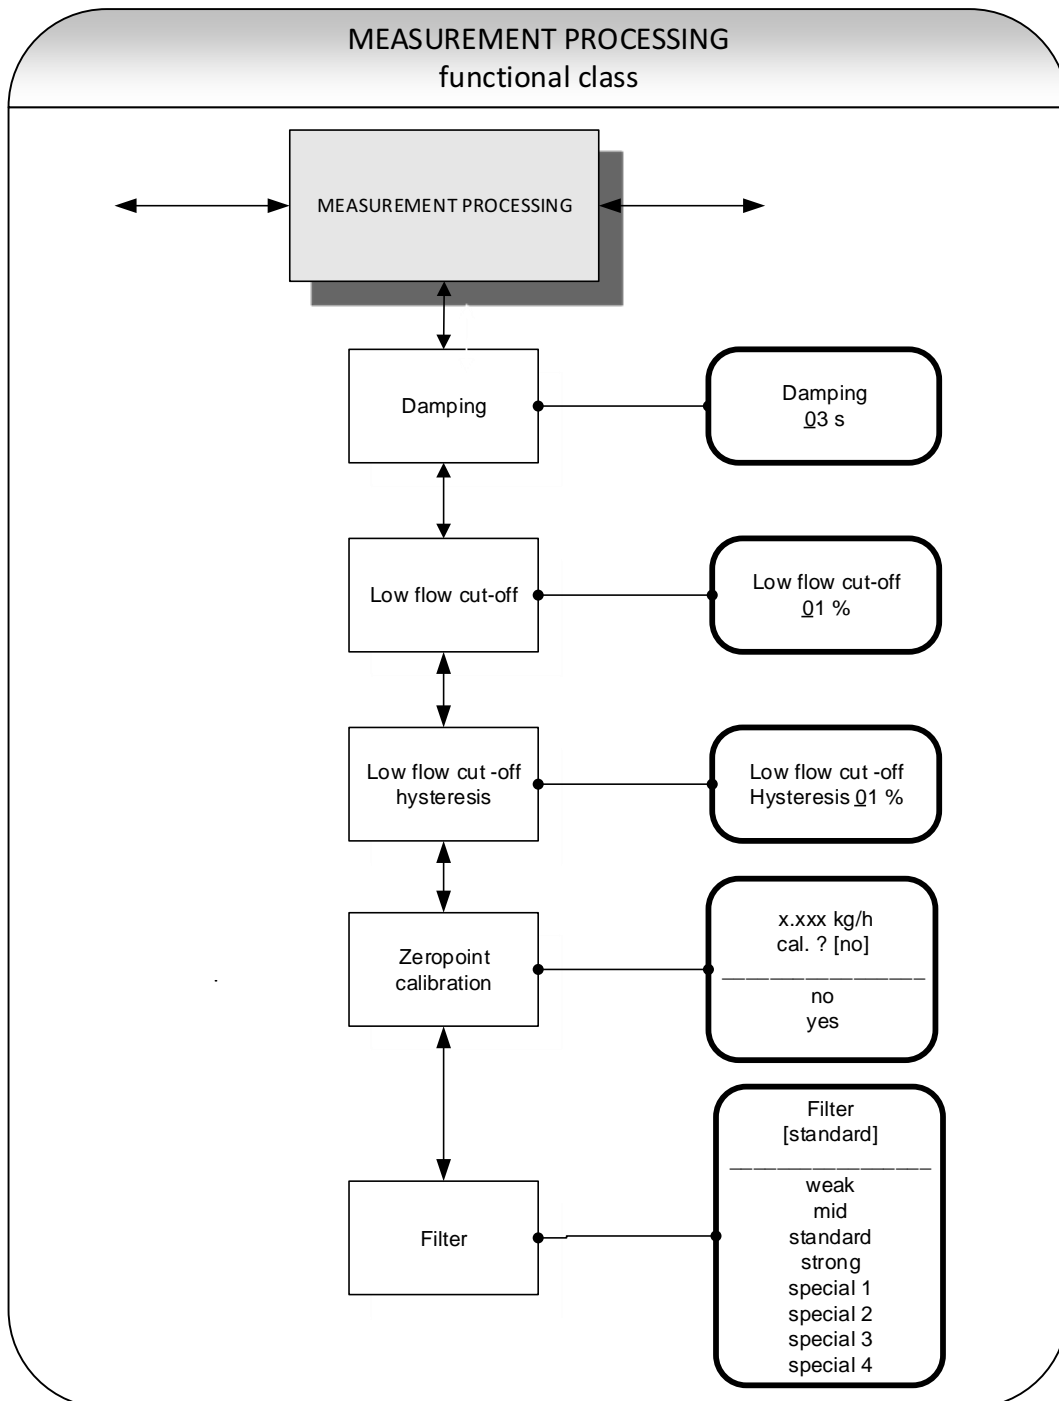 MEASUREMENT PROCESSING
functional class
MEASUREMENT PROCESSING
Damping
Damping
03 s
Low flow cut-off
Low flow cut-off
01 %
Low flow cut -off
hysteresis
Low flow cut -off
Hysteresis 01 %
Zeropoint
calibration
x.xxx kg/h
cal. ? [no]
no
yes
Filter
Filter
[standard]
weak
mid
standard
strong
special 1
special 2
special 3
special 4